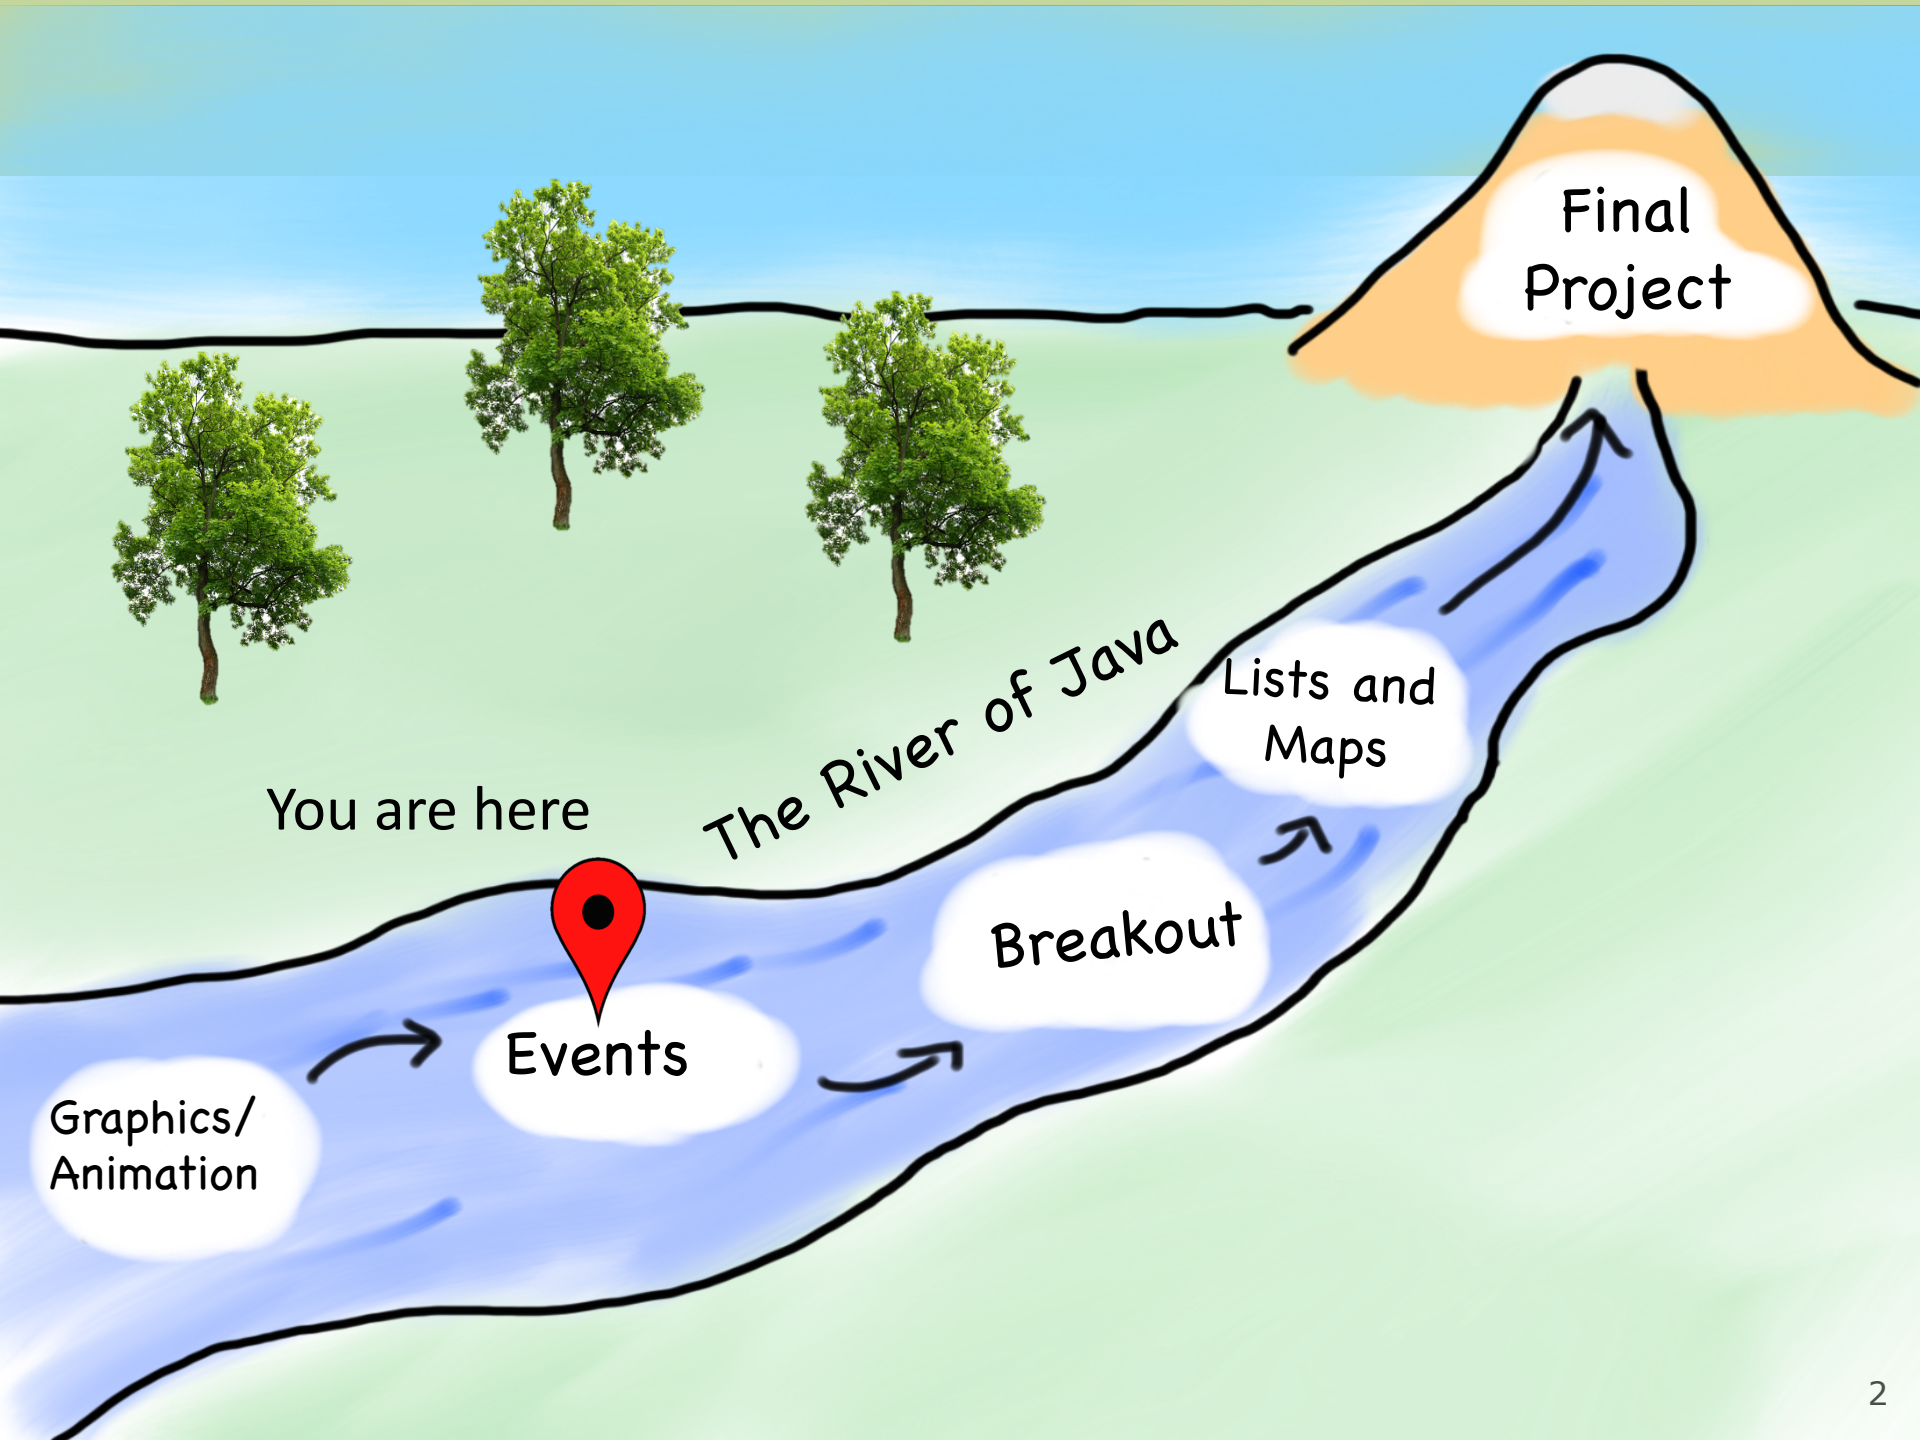 Final
Project
Lists and
Maps
The River of Java
You are here
Breakout
Events
Graphics/
Animation
2